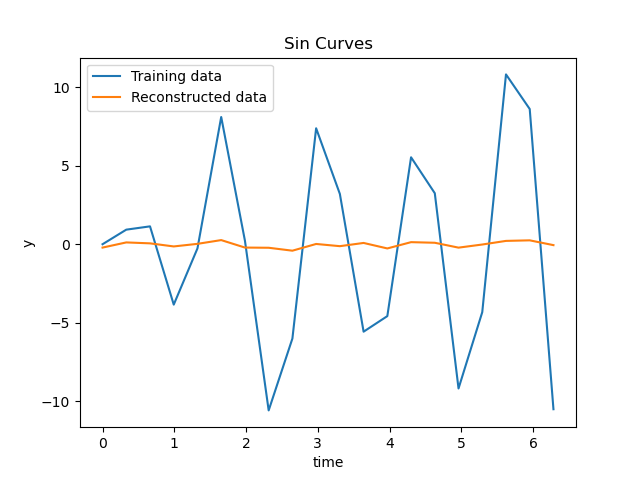 Sin Curves
Training data
Reconstructed data
10
5
0
−5
−10
y
0 1 2 3 4 5 6
time